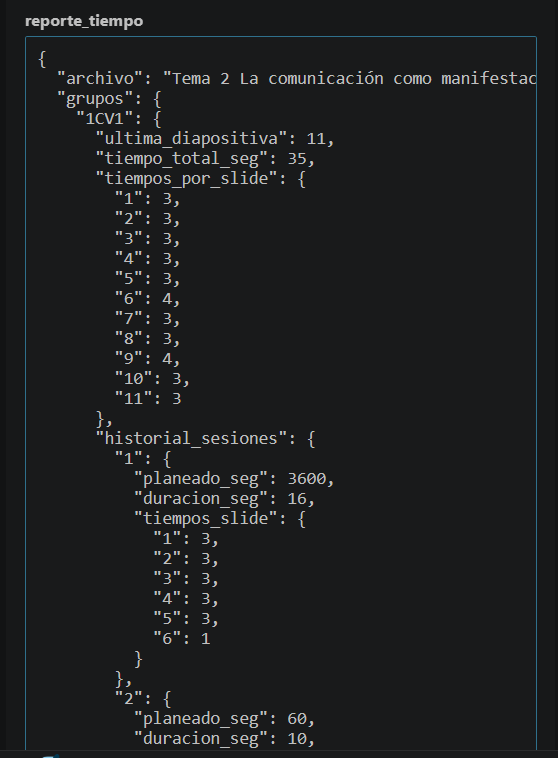 reporte_tiempo
{
"archivo": "Tema 2 La comunicación como manifestac
"grupos": {
"1CV1": {
"ultima_diapositiva": 11,
"tiempo_total_seg": 35,
"tiempos_por_slide": {
"1": 3,
"2": 3,
"3": 3,
"4": 3,
"5": 3,
"6": 4,
"7": 3,
"8": 3,
"9": 4,
"10": 3,
"11": 3
},
"historial_sesiones": {
"1": {
"planeado_seg": 3600,
"duracion_seg": 16,
"tiempos_slide": {
"1": 3,
"2": 3,
"3": 3,
"4": 3,
"5": 3,
"6": 1
}
},
"2": {
"planeado_seg": 60,
"duracion_seg": 10,